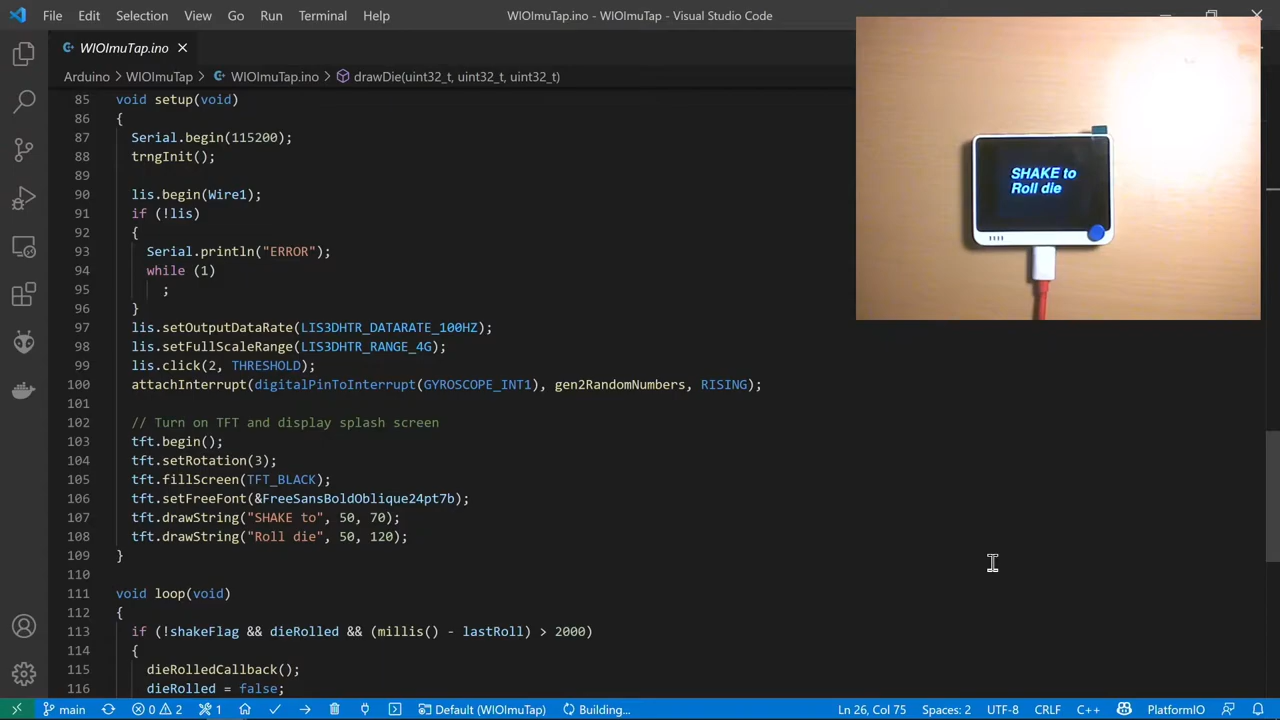 File Edit Selection View Go Run Terminal Help
WIOImuTap.ino - WIOImuTap - Visual Studio Code
WIOImuTap.ino
Arduino > WIOImuTap > WIOImuTap.ino > drawDie(uint32_t, uint32_t, uint32_t)
SHAKE to
Roll die
85 void setup(void)
86 {
87 Serial.begin(115200);
88 trngInit();
89
90 lis.begin(Wire1);
91 if (!lis)
92 {
93 Serial.println("ERROR");
94 while (1)
95 ;
96 }
97 lis.setOutputDataRate(LIS3DHTR_DATARATE_100HZ);
98 lis.setFullScaleRange(LIS3DHTR_RANGE_4G);
99 lis.click(2, THRESHOLD);
100 attachInterrupt(digitalPinToInterrupt(GYROSCOPE_INT1), gen2RandomNumbers, RISING);
101
102 // Turn on TFT and display splash screen
103 tft.begin();
104 tft.setRotation(3);
105 tft.fillScreen(TFT_BLACK);
106 tft.setFreeFont(&FreeSansBoldOblique24pt7b);
107 tft.drawString("SHAKE to", 50, 70);
108 tft.drawString("Roll die", 50, 120);
109 }
110
111 void loop(void)
112 {
113 if (!shakeFlag && dieRolled && (millis() - lastRoll) > 2000)
114 {
115 dieRolledCallback();
116 dieRolled = false;
main 0 2 1 Default (WIOImuTap) Building... Ln 26, Col 75 Spaces: 2 UTF-8 CRLF C++ PlatformIO